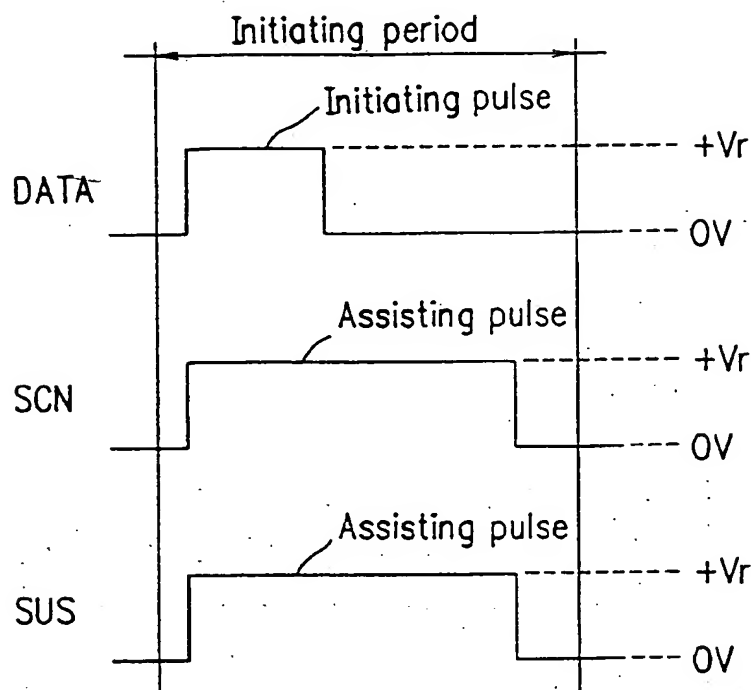 Initiating period
Initiating pulse
+Vr
DATA
0V
Assisting pulse
+Vr
SCN
0V
Assisting pulse
+Vr
SUS
0V